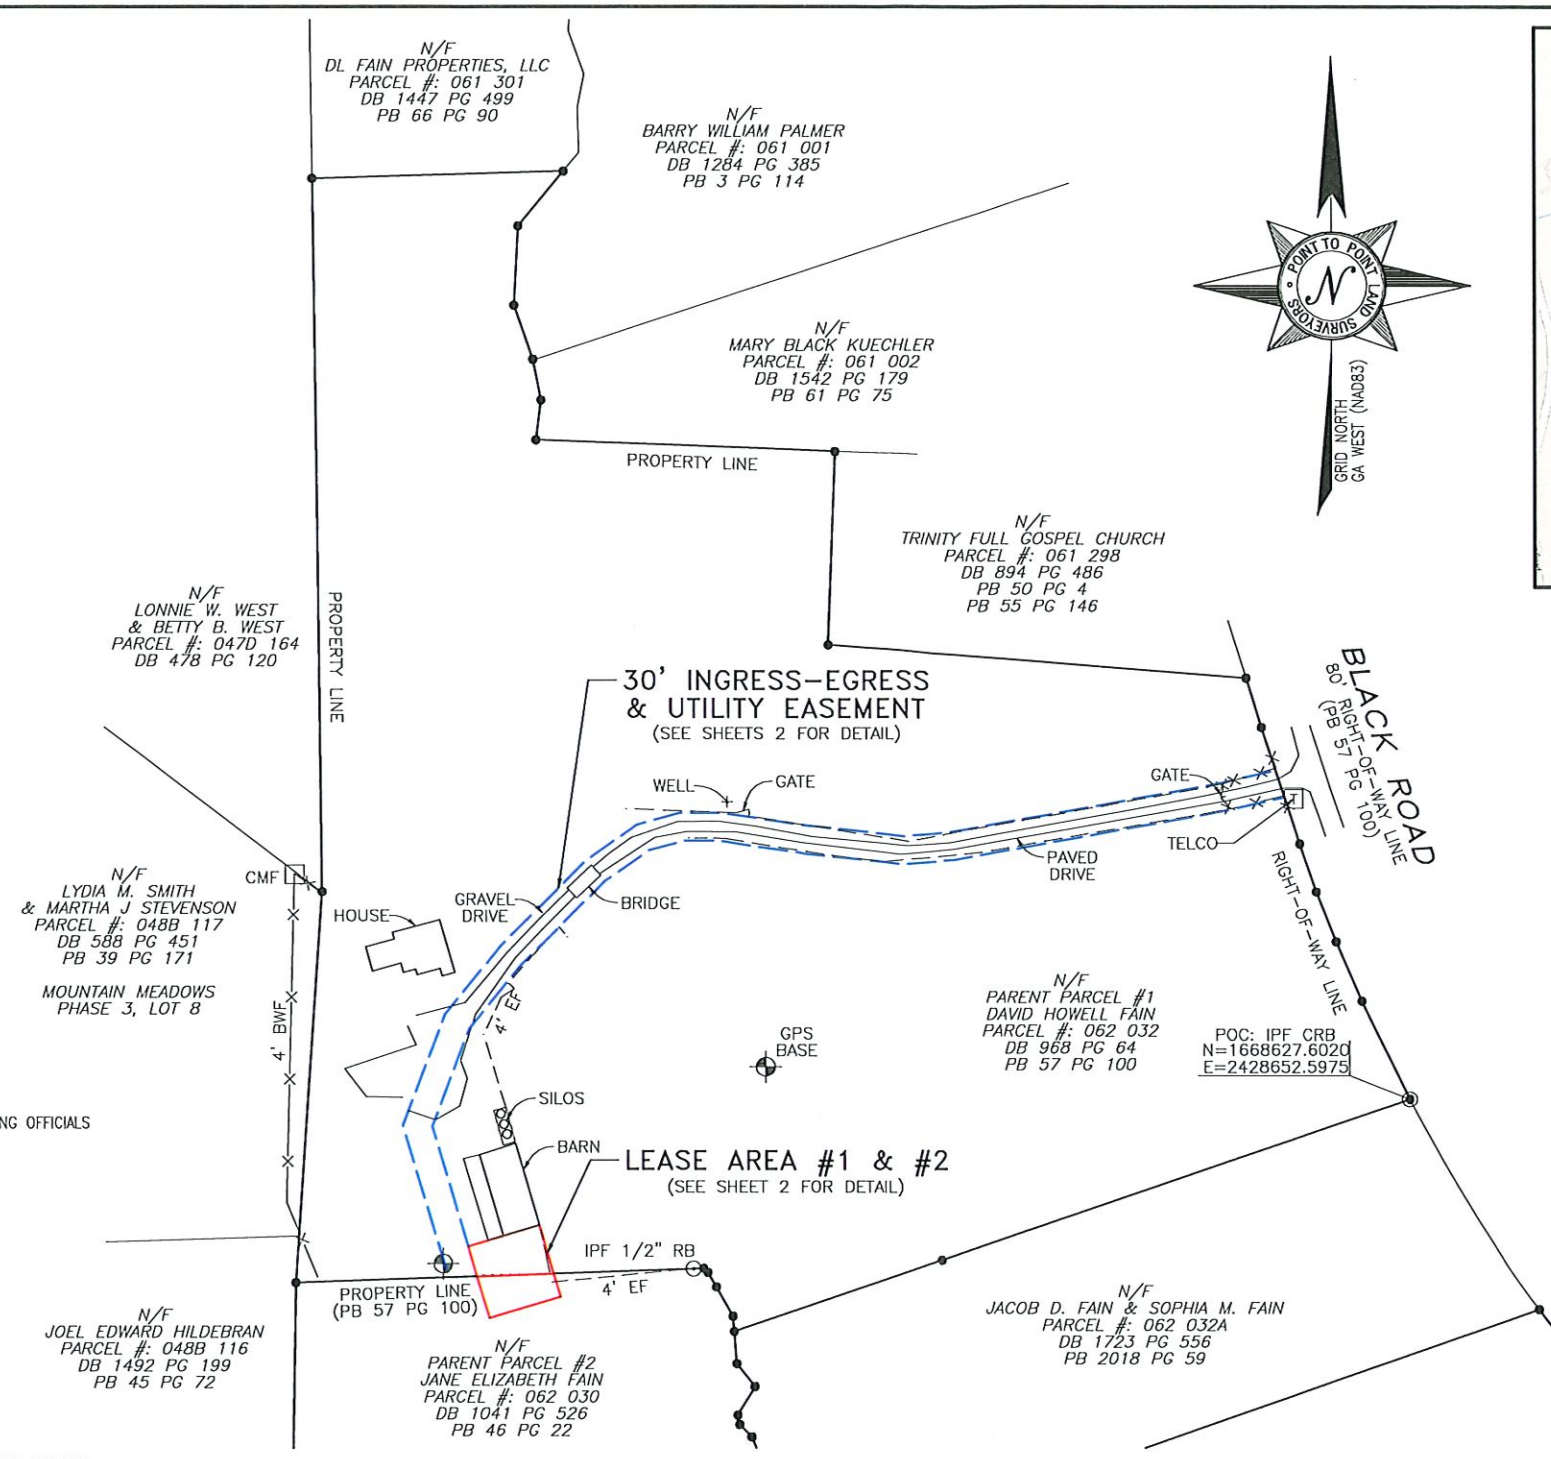 N/F
DL FAIN PROPERTIES, LLC
PARCEL #: 061 301
DB 1447 PG 499
PB 66 PG 90
N/F
BARRY WILLIAM PALMER
PARCEL #: 061 001
DB 1284 PG 385
PB 3 PG 114
N/F
MARY BLACK KUECHLER
PARCEL #: 061 002
DB 1542 PG 179
PB 61 PG 75
POINT TO POINT LAND SURVEYORS
N
GRID NORTH
GA WEST (NAD83)
PROPERTY LINE
N/F
TRINITY FULL GOSPEL CHURCH
PARCEL #: 061 298
DB 894 PG 486
PB 50 PG 4
PB 55 PG 146
N/F
LONNIE W. WEST
& BETTY B. WEST
PARCEL #: 047D 164
DB 478 PG 120
PROPERTY LINE
30' INGRESS-EGRESS
& UTILITY EASEMENT
(SEE SHEETS 2 FOR DETAIL)
BLACK ROAD
80' RIGHT-OF-WAY LINE
(PB 57 PG 100)
WELL
GATE
GATE
T
TELCO
PAVED
DRIVE
RIGHT-OF-WAY LINE
CMF
N/F
LYDIA M. SMITH
& MARTHA J STEVENSON
PARCEL #: 048B 117
DB 588 PG 451
PB 39 PG 171
MOUNTAIN MEADOWS
PHASE 3, LOT 8
HOUSE
GRAVEL
DRIVE
BRIDGE
4' EF
4' BWF
GPS
BASE
N/F
PARENT PARCEL #1
DAVID HOWELL FAIN
PARCEL #: 062 032
DB 968 PG 64
PB 57 PG 100
POC: IPF CRB
N=1668627.6020
E=2428652.5975
NG OFFICIALS
SILOS
BARN
LEASE AREA #1 & #2
(SEE SHEET 2 FOR DETAIL)
IPF 1/2" RB
4' EF
PROPERTY LINE
(PB 57 PG 100)
N/F
JOEL EDWARD HILDEBRAN
PARCEL #: 048B 116
DB 1492 PG 199
PB 45 PG 72
N/F
PARENT PARCEL #2
JANE ELIZABETH FAIN
PARCEL #: 062 030
DB 1041 PG 526
PB 46 PG 22
N/F
JACOB D. FAIN & SOPHIA M. FAIN
PARCEL #: 062 032A
DB 1723 PG 556
PB 2018 PG 59